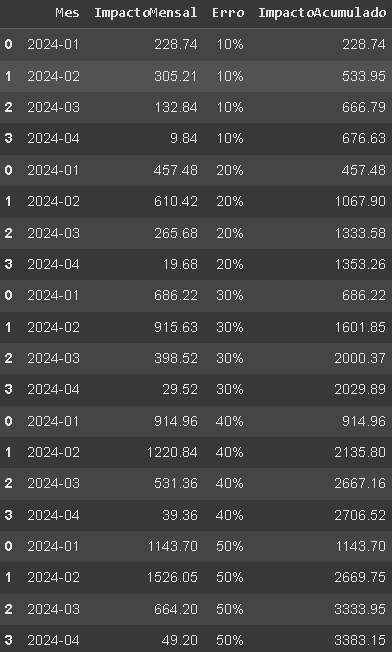 Mes ImpactoMensal Erro ImpactoAcumulado
0 2024-01 228.74 10% 228.74
1 2024-02 305.21 10% 533.95
2 2024-03 132.84 10% 666.79
3 2024-04 9.84 10% 676.63
0 2024-01 457.48 20% 457.48
1 2024-02 610.42 20% 1067.90
2 2024-03 265.68 20% 1333.58
3 2024-04 19.68 20% 1353.26
0 2024-01 686.22 30% 686.22
1 2024-02 915.63 30% 1601.85
2 2024-03 398.52 30% 2000.37
3 2024-04 29.52 30% 2029.89
0 2024-01 914.96 40% 914.96
1 2024-02 1220.84 40% 2135.80
2 2024-03 531.36 40% 2667.16
3 2024-04 39.36 40% 2706.52
0 2024-01 1143.70 50% 1143.70
1 2024-02 1526.05 50% 2669.75
2 2024-03 664.20 50% 3333.95
3 2024-04 49.20 50% 3383.15